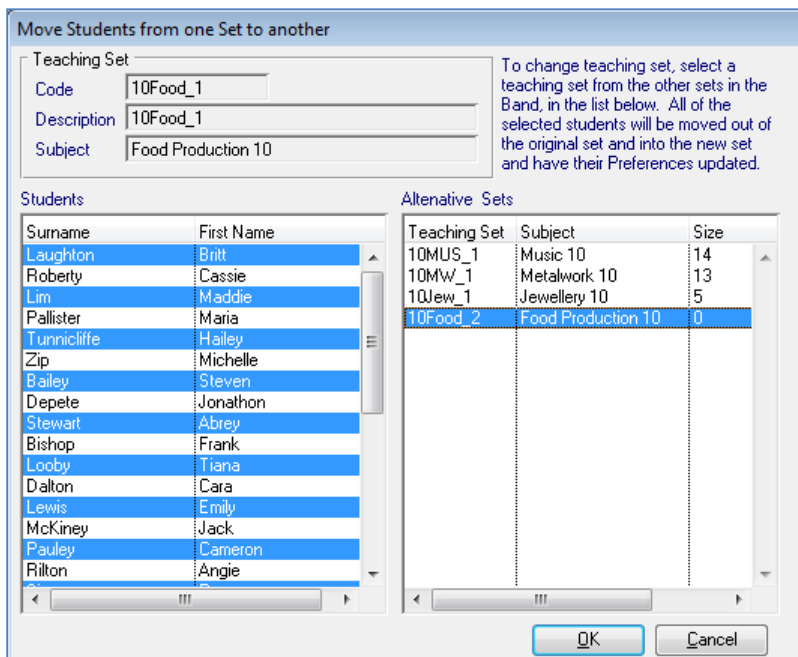 Move Students from one Set to another
Teaching Set
Code 10Food_1
Description 10Food_1
Subject Food Production 10
To change teaching set, select a
teaching set from the other sets in the
Band, in the list below. All of the
selected students will be moved out of
the original set and into the new set
and have their Preferences updated.
Students
Surname First Name
Laughton Britt
Roberty Cassie
Lim Maddie
Pallister Maria
Tunnicliffe Hailey
Zip Michelle
Bailey Steven
Depete Jonathon
Stewart Abrey
Bishop Frank
Looby Tiana
Dalton Cara
Lewis Emily
McKiney Jack
Pauley Cameron
Rilton Angie
Altenative Sets
Teaching Set Subject Size
10MUS_1 Music 10 14
10MW_1 Metalwork 10 13
10Jew_1 Jewellery 10 5
10Food_2 Food Production 10 0
OK Cancel